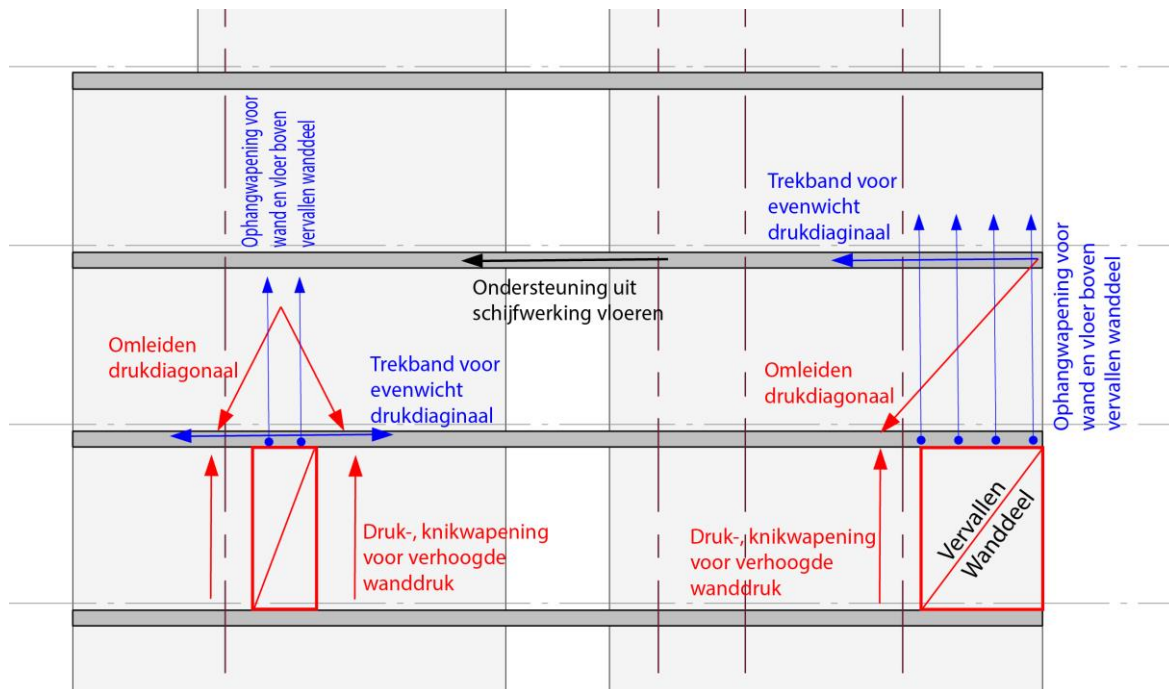 Ophangwapening voor
wand en vloer boven
vervallen wanddeel
Trekband voor
evenwicht
drukdiaginaal
Ondersteuning uit
schijfwerking vloeren
Ophangwapening voor
wand en vloer boven
vervallen wanddeel
Omleiden
drukdiagonaal
Trekband voor
evenwicht
drukdiaginaal
Omleiden
drukdiagonaal
Druk-, knikwapening
voor verhoogde
wanddruk
Druk-, knikwapening
voor verhoogde
wanddruk
Vervallen
Wanddeel